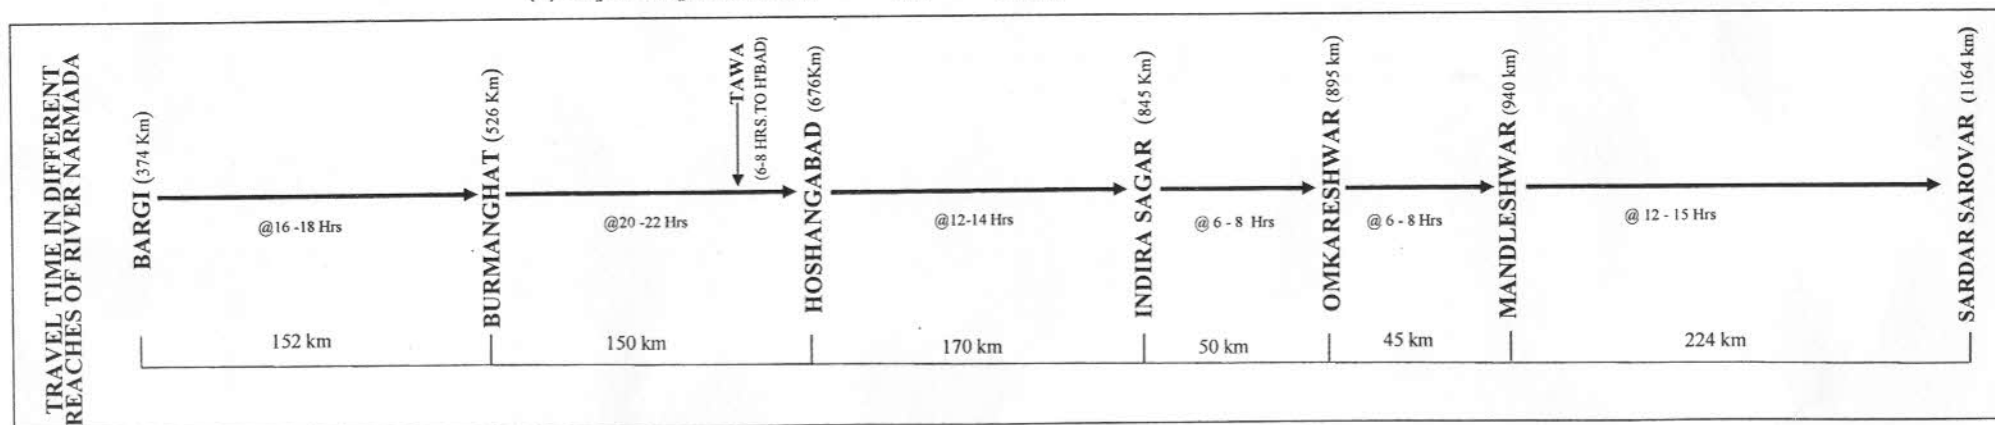 TRAVEL TIME IN DIFFERENT
REACHES OF RIVER NARMADA
BARGI (374 Km)
@16 -18 Hrs
BURMANGHAT (526 Km)
@20 -22 Hrs
TAWA
(6-8 HRS. TO H'BAD)
HOSHANGABAD (676Km)
@12-14 Hrs
INDIRA SAGAR (845 Km)
@ 6 - 8 Hrs
OMKARESHWAR (895 km)
@ 6 - 8 Hrs
MANDLESHWAR (940 km)
@ 12 - 15 Hrs
SARDAR SAROVAR (1164 km)
152 km
150 km
170 km
50 km
45 km
224 km